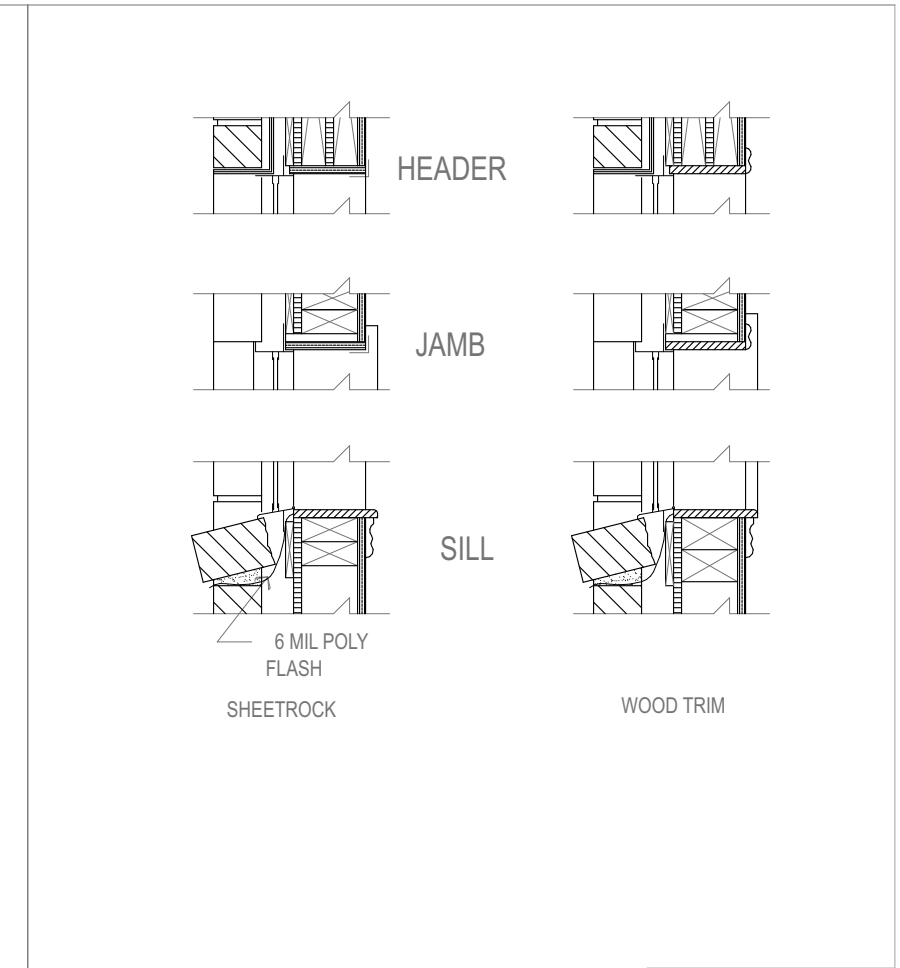 HEADER
JAMB
SILL
6 MIL POLY
FLASH
SHEETROCK
WOOD TRIM